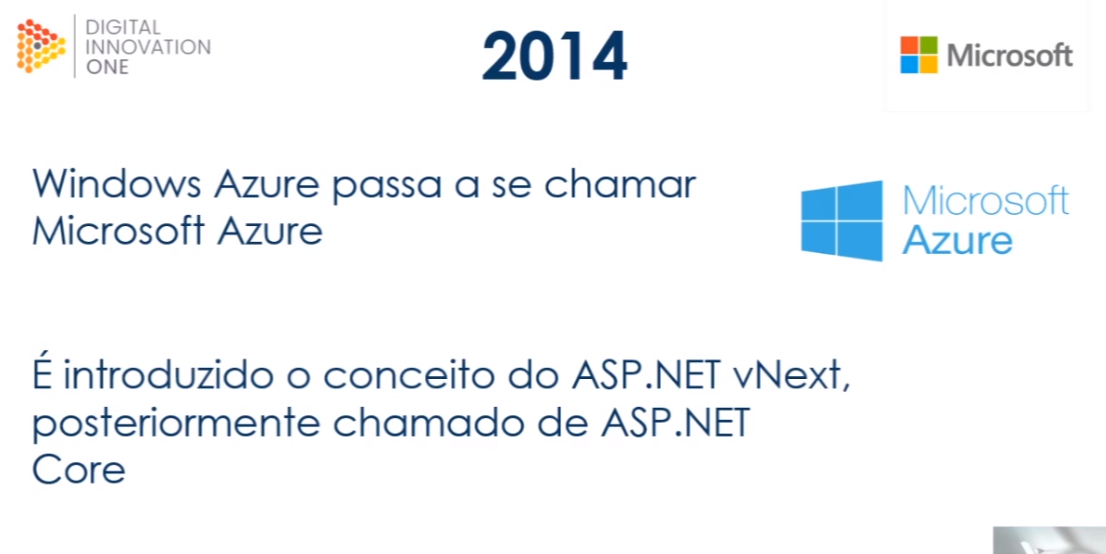 DIGITAL
INNOVATION
ONE
2014
Microsoft
Windows Azure passa a se chamar
Microsoft Azure
Microsoft
Azure
É introduzido o conceito do ASP.NET vNext,
posteriormente chamado de ASP.NET
Core